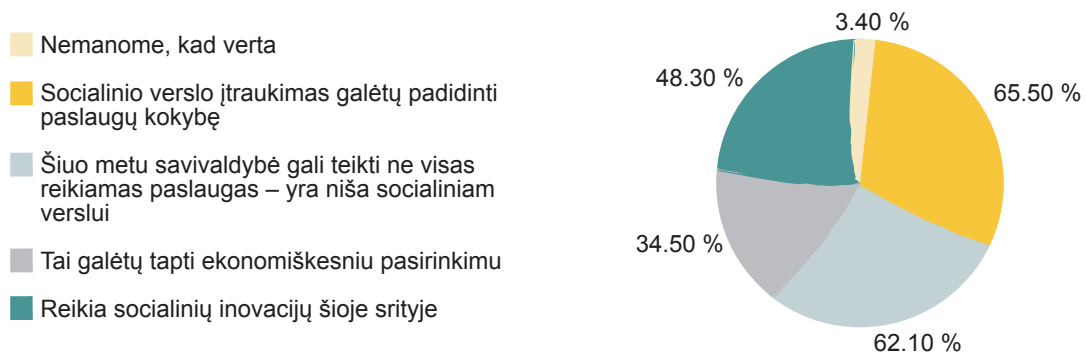 Nemanome, kad verta
Socialinio verslo įtraukimas galėtų padidinti
paslaugų kokybę
Šiuo metu savivaldybė gali teikti ne visas
reikiamas paslaugas – yra niša socialiniam
verslui
Tai galėtų tapti ekonomiškesniu pasirinkimu
Reikia socialinių inovacijų šioje srityje
3.40 %
65.50 %
62.10 %
34.50 %
48.30 %